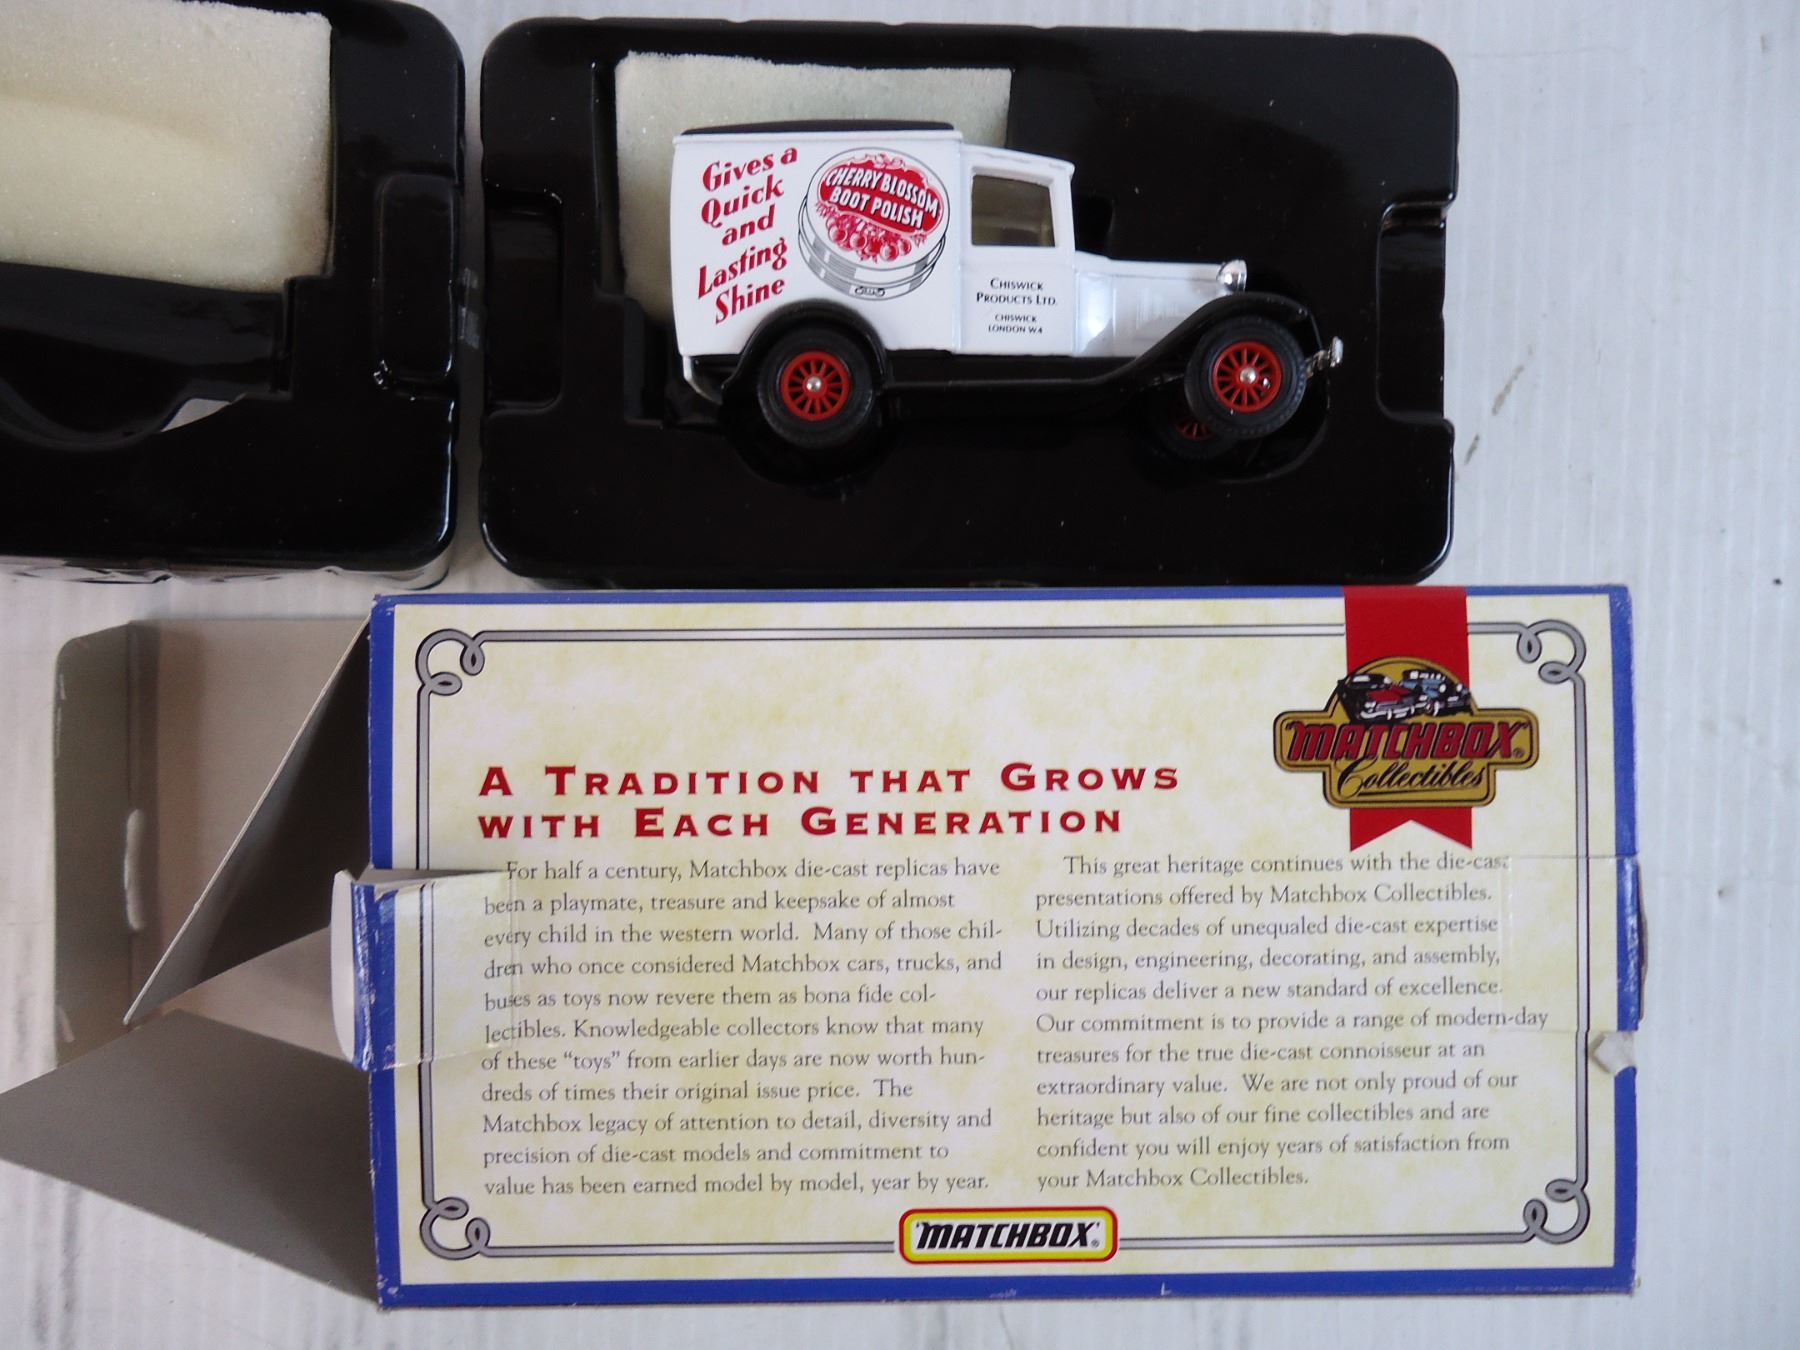 Gives a
Quick
and
Lasting
Shine
CHERRY BLOSSOM
BOOT POLISH
CHISWICK
PRODUCTS LTD.
CHISWICK
LONDON W.4
MATCHBOX®
Collectibles
A TRADITION THAT GROWS
WITH EACH GENERATION
For half a century, Matchbox die-cast replicas have
been a playmate, treasure and keepsake of almost
every child in the western world. Many of those chil-
dren who once considered Matchbox cars, trucks, and
buses as toys now revere them as bona fide col-
lectibles. Knowledgeable collectors know that many
of these “toys” from earlier days are now worth hun-
dreds of times their original issue price. The
Matchbox legacy of attention to detail, diversity and
precision of die-cast models and commitment to
value has been earned model by model, year by year.
This great heritage continues with the die-cast
presentations offered by Matchbox Collectibles.
Utilizing decades of unequaled die-cast expertise
in design, engineering, decorating, and assembly,
our replicas deliver a new standard of excellence.
Our commitment is to provide a range of modern-day
treasures for the true die-cast connoisseur at an
extraordinary value. We are not only proud of our
heritage but also of our fine collectibles and are
confident you will enjoy years of satisfaction from
your Matchbox Collectibles.
"MATCHBOX"®